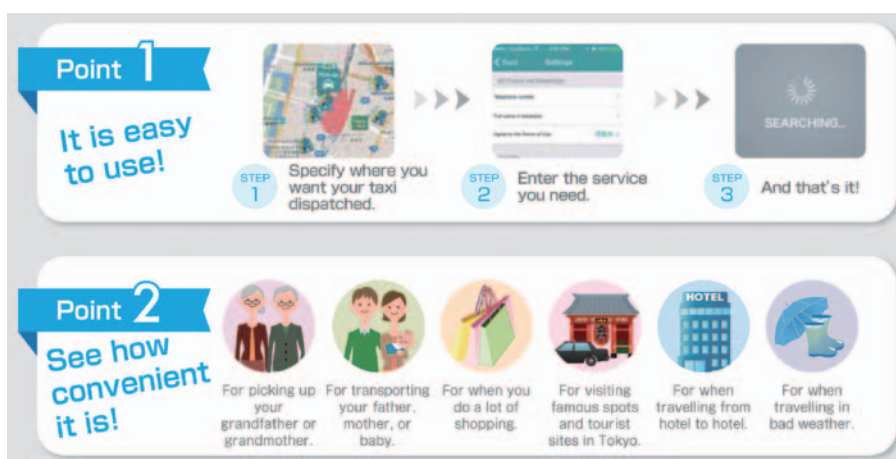 Point 1
It is easy
to use!
Settings
SEARCHING...
STEP
1
Specify where you
want your taxi
dispatched.
STEP
2
Enter the service
you need.
STEP
3
And that's it!
Point 2
See how
convenient
it is!
HOTEL
For picking up
your
grandfather or
grandmother.
For transporting
your father,
mother, or
baby.
For when you
do a lot of
shopping.
For visiting
famous spots
and tourist
sites in Tokyo.
For when
travelling from
hotel to hotel.
For when
travelling in
bad weather.